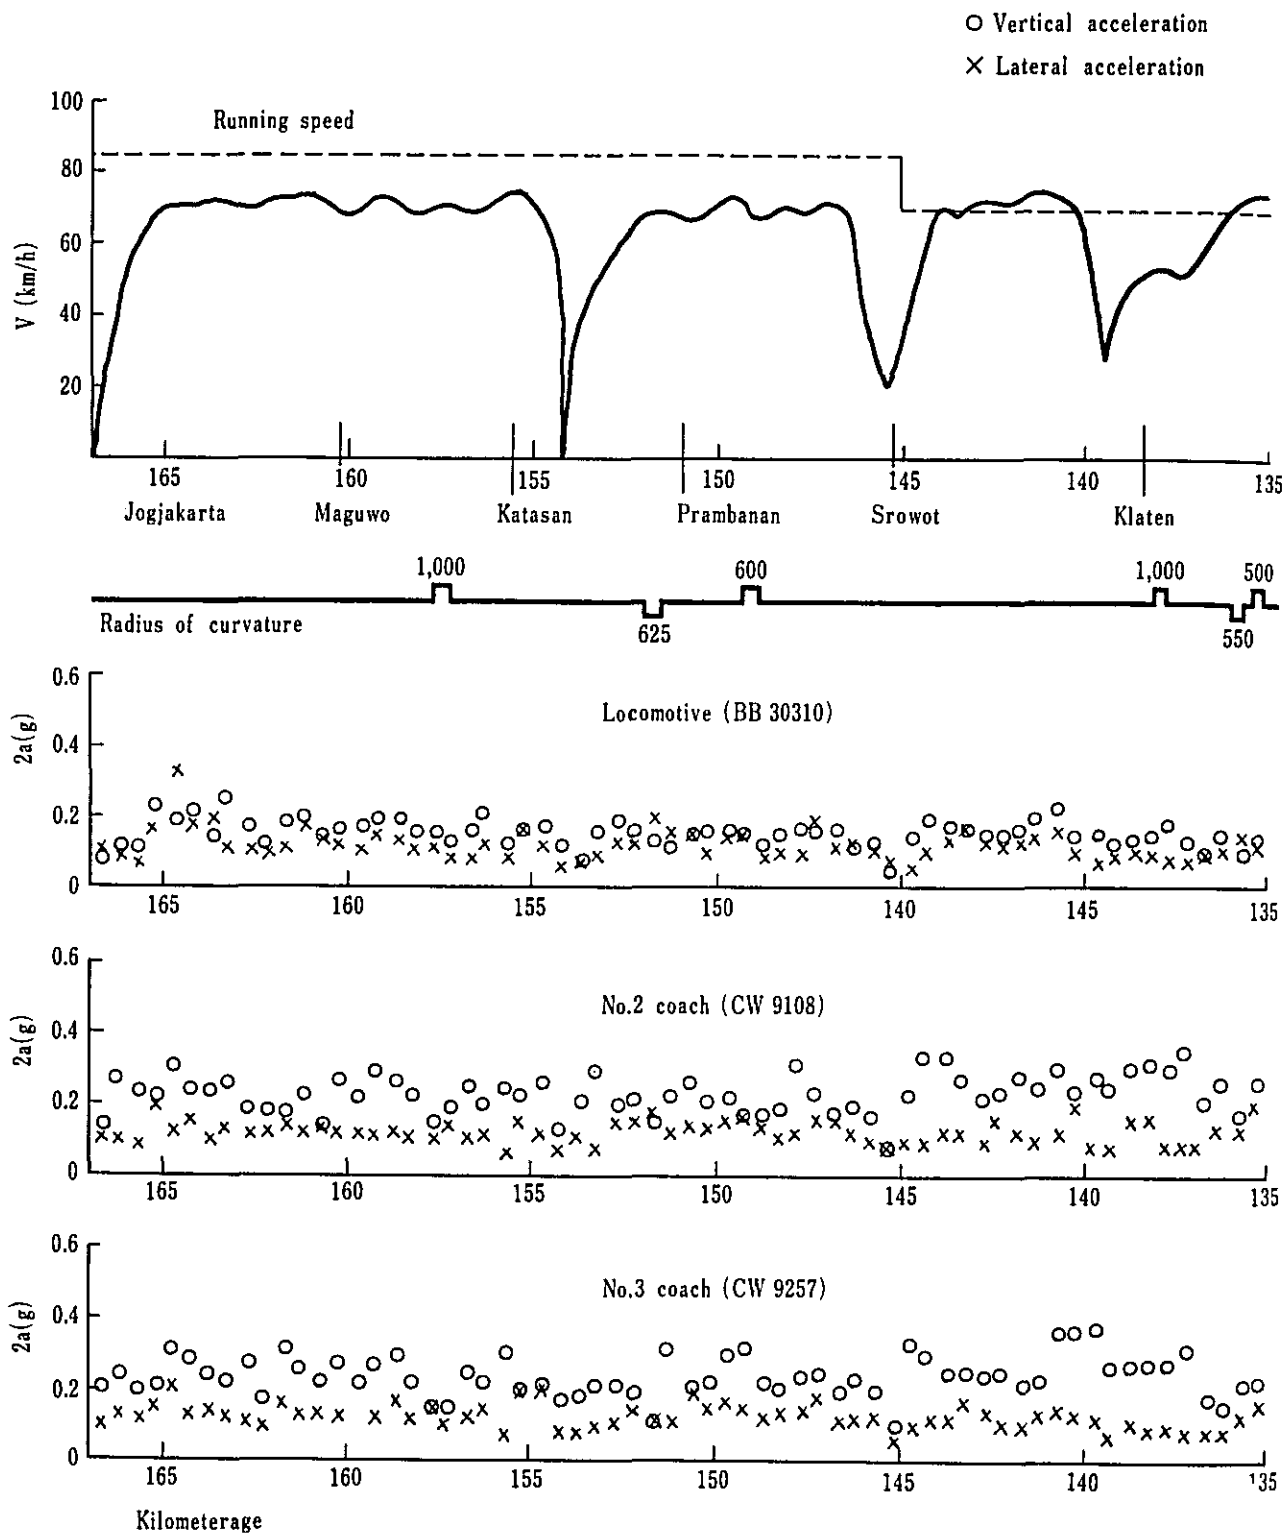 O Vertical acceleration
× Lateral acceleration
Running speed
V (km/h)
100
80
60
40
20
165 160 155 150 145 140 135
Jogjakarta Maguwo Katasan Prambanan Srowot Klaten
1,000 600 1,000 500
Radius of curvature 625 550
Locomotive (BB 30310)
2a(g)
0.6
0.4
0.2
0
165 160 155 150 140 145 135
No.2 coach (CW 9108)
2a(g)
0.6
0.4
0.2
0
165 160 155 150 145 140 135
No.3 coach (CW 9257)
2a(g)
0.6
0.4
0.2
0
165 160 155 150 145 140 135
Kilometerage